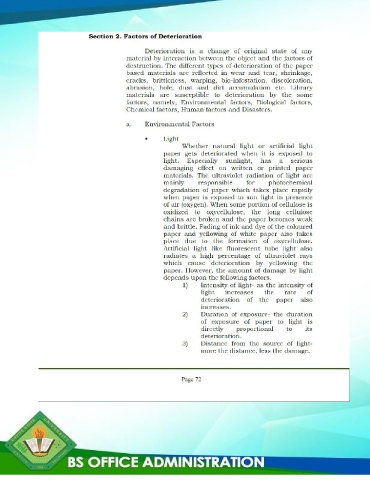 Section 2. Factors of Deterioration
Deterioration is a change of original state of any
material by interaction between the object and the factors of
destruction. The different types of deterioration of the paper
based materials are reflected in wear and tear, shrinkage,
cracks, brittleness, warping, bio-infestation, discoloration,
abrasion, hole, dust and dirt accumulation etc. Library
materials are susceptible to deterioration by the some
factors, namely, Environmental factors, Biological factors,
Chemical factors, Human factors and Disasters.
a. Environmental Factors
• Light
Whether natural light or artificial light
paper gets deteriorated when it is exposed to
light. Especially sunlight, has a serious
damaging effect on written or printed paper
materials. The ultraviolet radiation of light are
mainly responsible for photochemical
degradation of paper which takes place rapidly
when paper is exposed to sun light in presence
of air (oxygen). When some portion of cellulose is
oxidized to oxycellulose, the long cellulose
chains are broken and the paper becomes weak
and brittle. Fading of ink and dye of the coloured
paper and yellowing of white paper also takes
place due to the formation of oxycellulose.
Artificial light like fluorescent tube light also
radiates a high percentage of ultraviolet rays
which cause deterioration by yellowing the
paper. However, the amount of damage by light
depends upon the following factors.
1) Intensity of light- as the intensity of
light increases the rate of
deterioration of the paper also
increases.
2) Duration of exposure- the duration
of exposure of paper to light is
directly proportional to its
deterioration.
3) Distance from the source of light-
more the distance, less the damage.
Page 72
BS OFFICE ADMINISTRATION